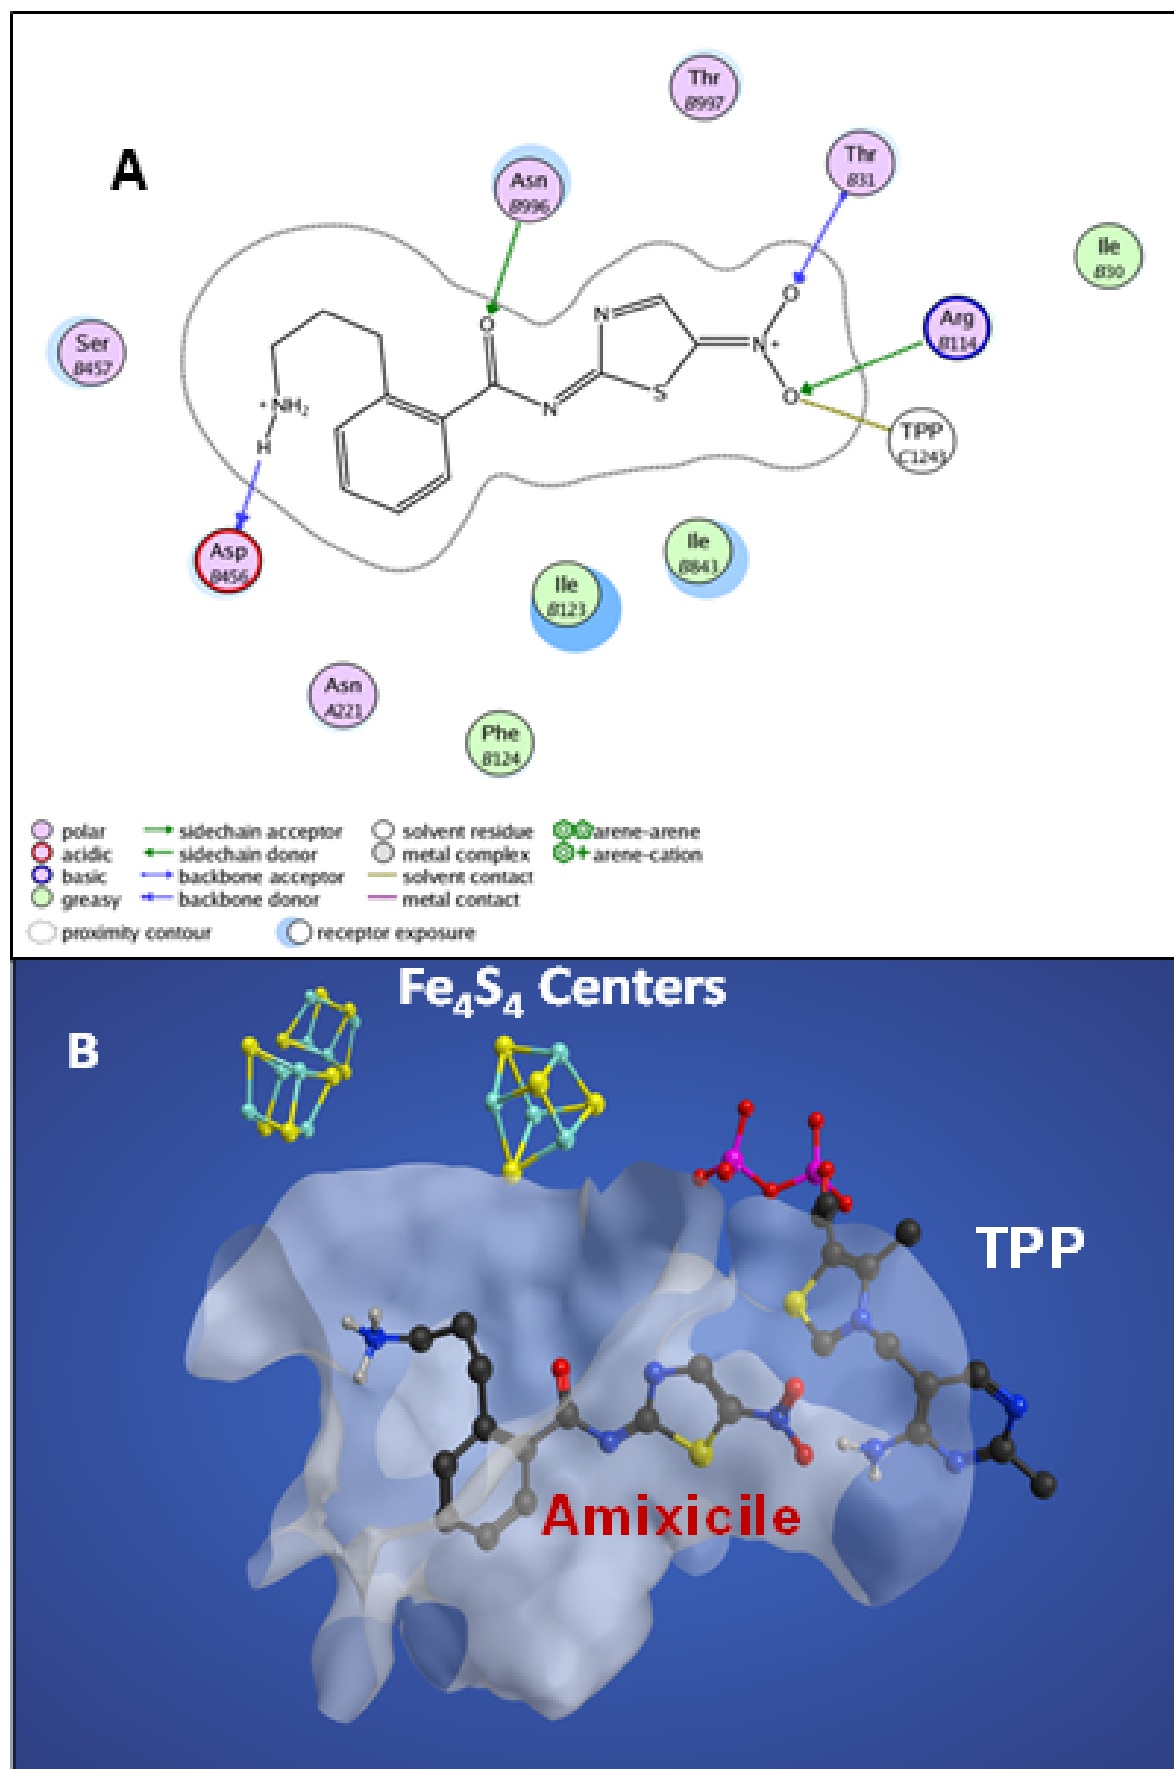 A
Thr
B997
Thr
B31
Asn
B996
Ile
B30
O
O
N
Arg
B114
Ser
B457
N+
S
O
NH2
N
H
TPP
C1243
Asp
B456
Ile
B841
Ile
B123
Asn
A221
Phe
B124
polar sidechain acceptor solvent residue arene-arene
acidic sidechain donor metal complex + arene-cation
basic backbone acceptor solvent contact
greasy backbone donor metal contact
proximity contour receptor exposure
Fe4S4 Centers
B
TPP
Amixicile